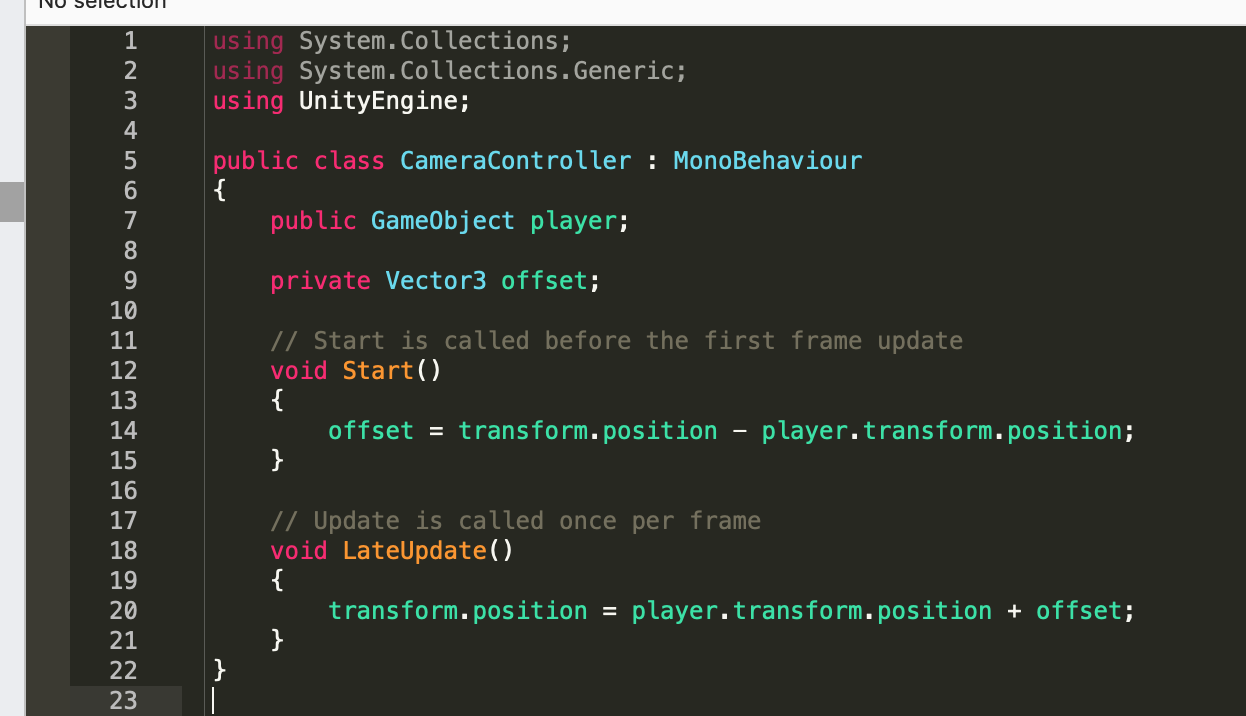 No selection
1 using System.Collections;
2 using System.Collections.Generic;
3 using UnityEngine;
4
5 public class CameraController : MonoBehaviour
6 {
7     public GameObject player;
8
9     private Vector3 offset;
10
11     // Start is called before the first frame update
12     void Start()
13     {
14         offset = transform.position - player.transform.position;
15     }
16
17     // Update is called once per frame
18     void LateUpdate()
19     {
20         transform.position = player.transform.position + offset;
21     }
22 }
23